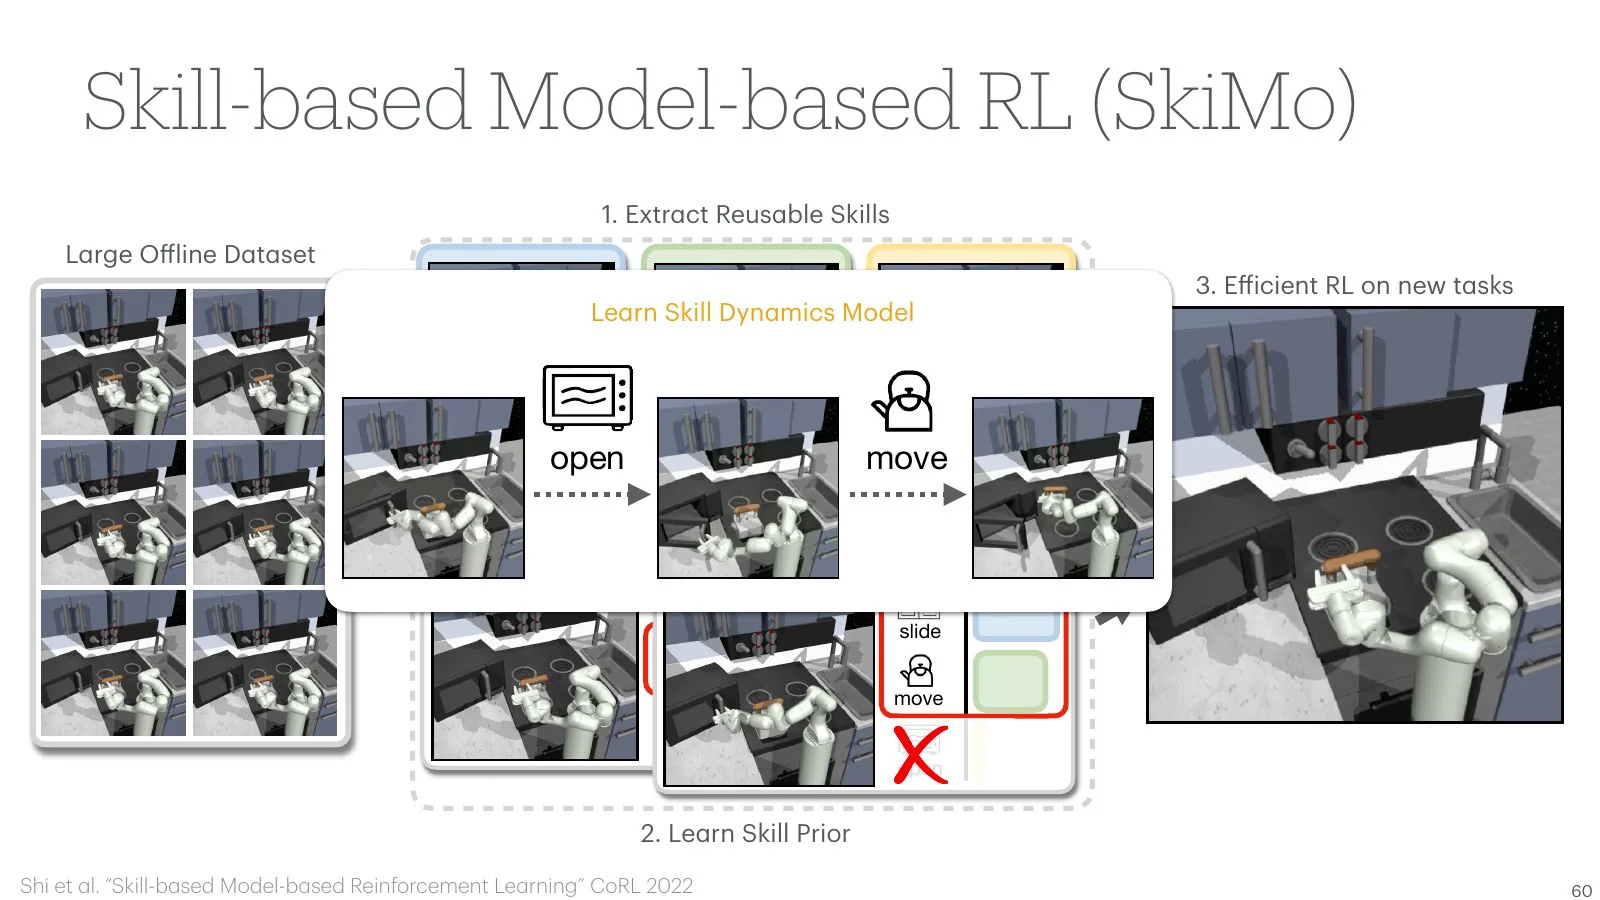 Skill-based Model-based RL (SkiMo)
1. Extract Reusable Skills
Large Offline Dataset
3. Efficient RL on new tasks
Learn Skill Dynamics Model
open
move
slide
move
2. Learn Skill Prior
Shi et al. “Skill-based Model-based Reinforcement Learning” CoRL 2022
60